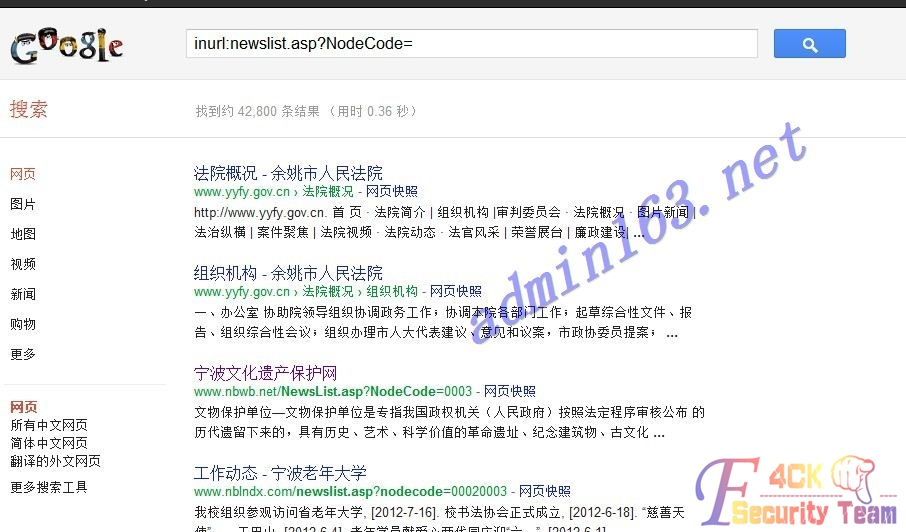 Google
inurl:newslist.asp?NodeCode=
搜索
找到约 42,800 条结果 （用时 0.36 秒）
网页
图片
地图
视频
新闻
购物
更多
网页
所有中文网页
简体中文网页
翻译的外文网页
更多搜索工具
法院概况 - 余姚市人民法院
www.yyfy.gov.cn › 法院概况 - 网页快照
http://www.yyfy.gov.cn. 首 页 · 法院简介 | 组织机构 |审判委员会 · 法院概况 · 图片新闻 |
法治纵横 | 案件聚焦 | 法院视频 · 法院动态 · 法官风采 | 荣誉展台 | 廉政建设| ...
组织机构 - 余姚市人民法院
www.yyfy.gov.cn › 法院概况 › 组织机构 - 网页快照
一、办公室 协助院领导组织协调政务工作；协调本院各部门工作；起草综合性文件、报
告、组织综合性会议；组织办理市人大代表建议、意见和议案，市政协委员提案； ...
宁波文化遗产保护网
www.nbwb.net/NewsList.asp?NodeCode=0003 - 网页快照
文物保护单位—文物保护单位是专指我国政权机关（人民政府）按照法定程序审核公布 的
历代遗留下来的，具有历史、艺术、科学价值的革命遗址、纪念建筑物、古文化 ...
工作动态 - 宁波老年大学
www.nblndx.com/newslist.asp?nodecode=00020003 - 网页快照
我校组织参观访问省老年大学, [2012-7-16]. 校书法协会正式成立, [2012-6-18]. “慈善天
admin163.net
F4CK
Security Team